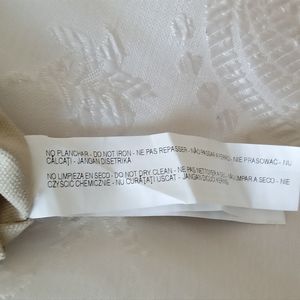 NO PLANCHAR - DO NOT IRON - NE PAS REPASSER - NÃO PASSAR A FERRO - NIE PRASOWAĆ - NU
CĂLCAȚI - JANGAN DISETRIKA
NO LIMPIEZA EN SECO - DO NOT DRY CLEAN - NE PAS NETTOYER A SEC - NÃO LIMPAR A SECO - NIE
CZYŚCIĆ CHEMICZNIE - NU CURĂȚAȚI USCAT - JANGAN DICUCI KERING